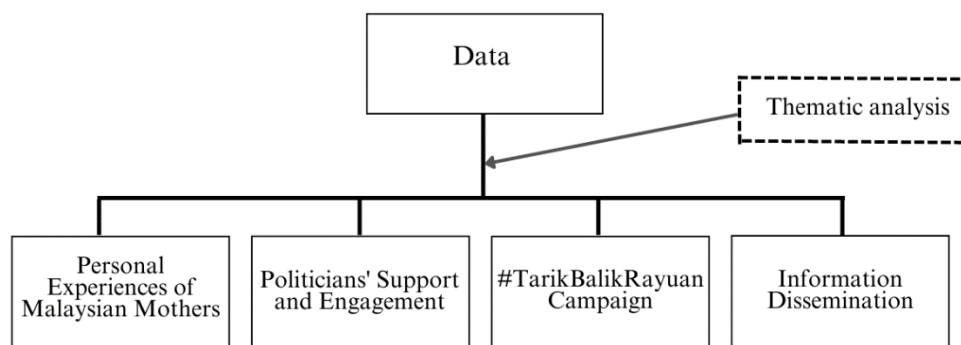 Data
Thematic analysis
Personal
Experiences of
Malaysian Mothers
Politicians' Support
and Engagement
#TarikBalikRayuan
Campaign
Information
Dissemination